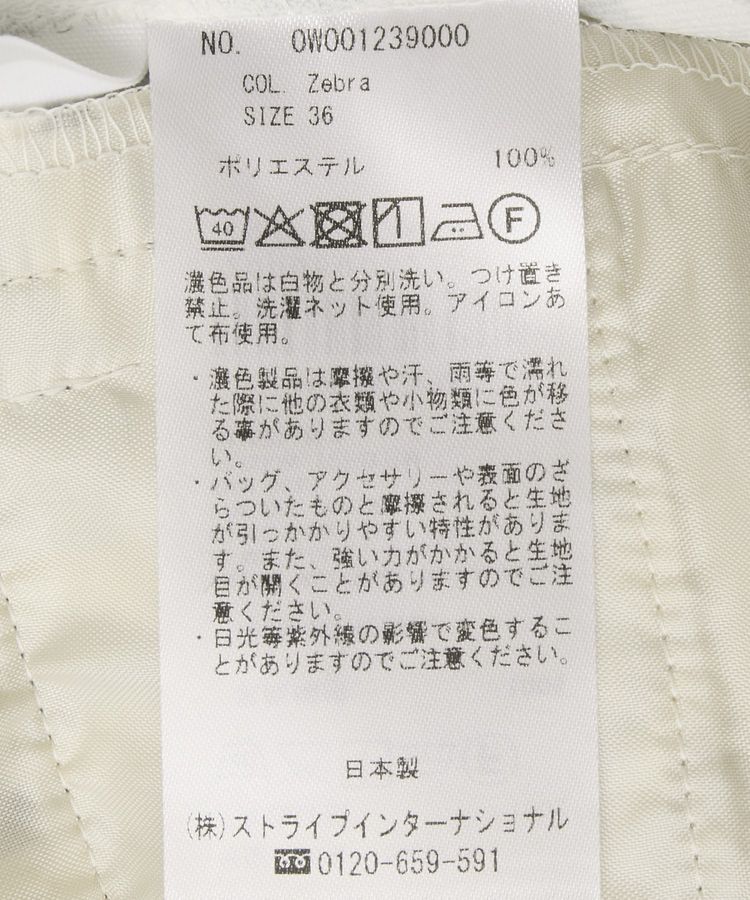 NO. OW001239000
COL. Zebra
SIZE 36
ポリエステル 100%
40
F
濃色品は白物と分別洗い。つけ置き
禁止。洗濯ネット使用。アイロンあ
て布使用。
・濃色製品は摩擦や汗、雨等で濡れ
た際に他の衣類や小物類に色が移
る事がありますのでご注意くださ
い。
・バッグ、アクセサリーや表面のざ
らついたものと摩擦されると生地
が引っかかりやすい特性がありま
す。また、強い力がかかると生地
目が開くことがありますのでご注
意ください。
・日光等紫外線の影響で変色するこ
とがありますのでご注意ください。
日本製
(株)ストライプインターナショナル
0120-659-591